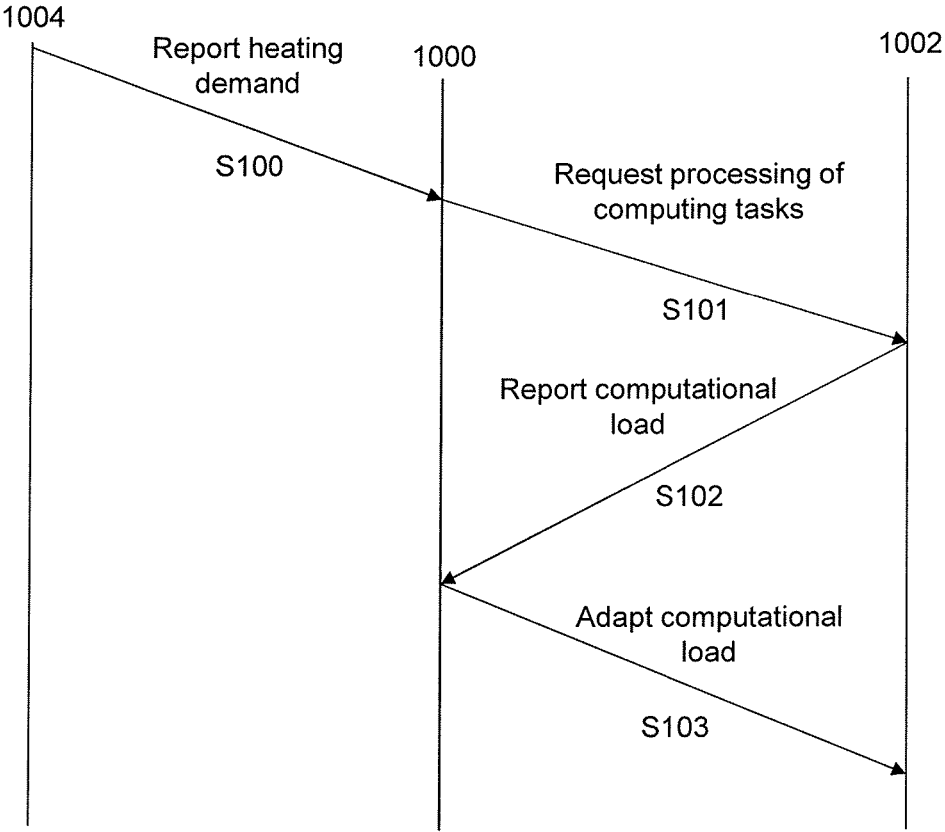 1004
1000
1002
Report heating
demand
S100
Request processing of
computing tasks
S101
Report computational
load
S102
Adapt computational
load
S103